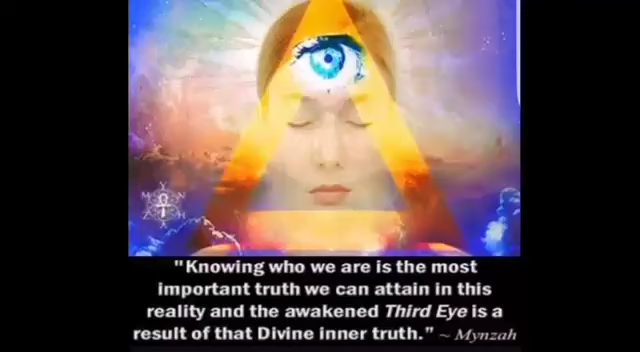 "Knowing who we are is the most
important truth we can attain in this
reality and the awakened Third Eye is a
result of that Divine inner truth." ~ Mynzah